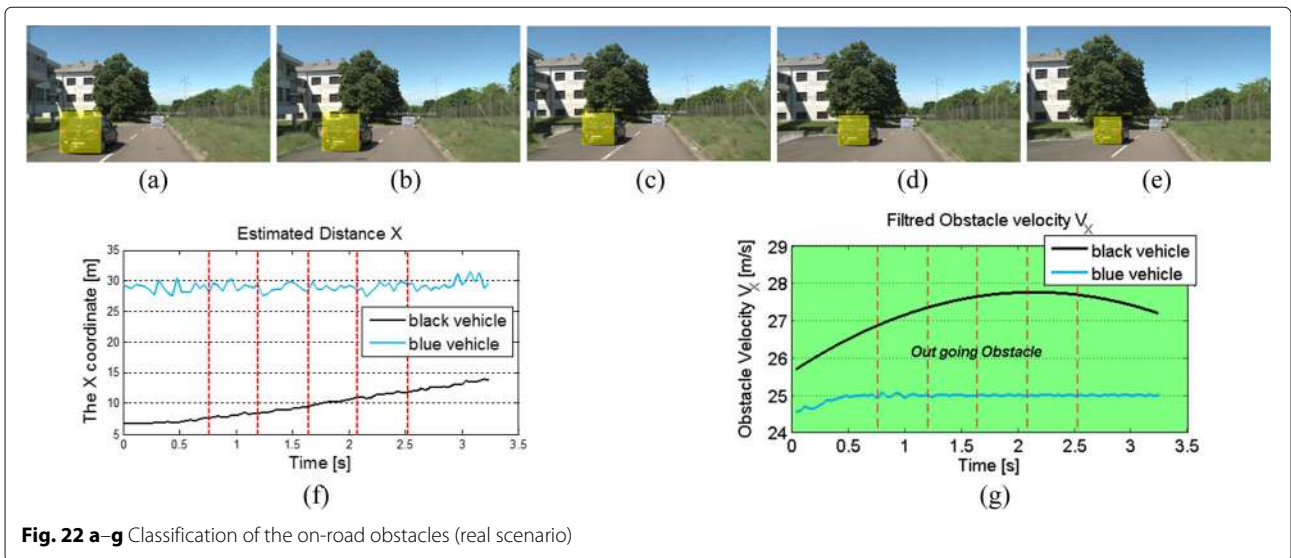 (a)
(b)
(c)
(d)
(e)
Estimated Distance X
The X coordinate [m]
35
30
25
20
15
10
5
black vehicle
blue vehicle
0
0.5
1
1.5
2
2.5
3
3.5
Time [s]
(f)
Filtred Obstacle velocity Vx
Obstacle Velocity Vx [m/s]
29
28
27
26
25
24
black vehicle
blue vehicle
Out going Obstacle
0
0.5
1
1.5
2
2.5
3
3.5
Time [s]
(g)
Fig. 22 a–g Classification of the on-road obstacles (real scenario)